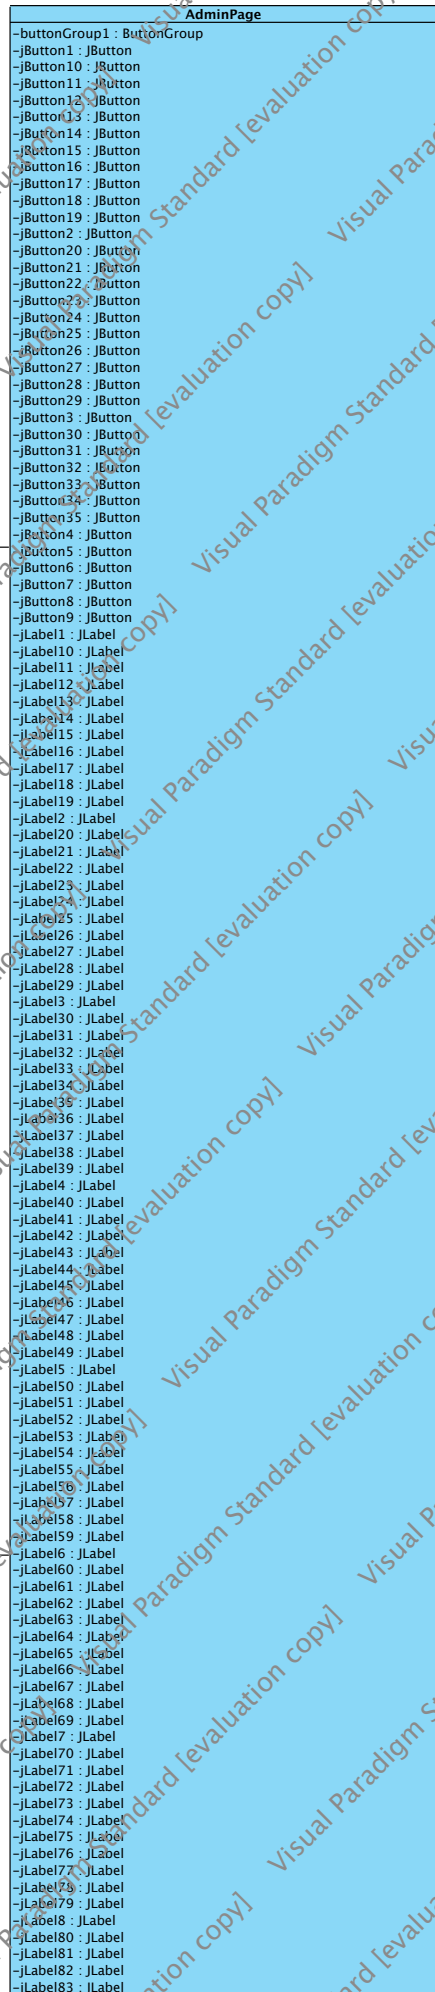 AdminPage
-buttonGroup1 : ButtonGroup
-jButton1 : JButton
-jButton10 : JButton
-jButton11 : JButton
-jButton12 : JButton
-jButton13 : JButton
-jButton14 : JButton
-jButton15 : JButton
-jButton16 : JButton
-jButton17 : JButton
-jButton18 : JButton
-jButton19 : JButton
-jButton2 : JButton
-jButton20 : JButton
-jButton21 : JButton
-jButton22 : JButton
-jButton23 : JButton
-jButton24 : JButton
-jButton25 : JButton
-jButton26 : JButton
-jButton27 : JButton
-jButton28 : JButton
-jButton29 : JButton
-jButton3 : JButton
-jButton30 : JButton
-jButton31 : JButton
-jButton32 : JButton
-jButton33 : JButton
-jButton34 : JButton
-jButton35 : JButton
-jButton4 : JButton
-jButton5 : JButton
-jButton6 : JButton
-jButton7 : JButton
-jButton8 : JButton
-jButton9 : JButton
-jLabel1 : JLabel
-jLabel10 : JLabel
-jLabel11 : JLabel
-jLabel12 : JLabel
-jLabel13 : JLabel
-jLabel14 : JLabel
-jLabel15 : JLabel
-jLabel16 : JLabel
-jLabel17 : JLabel
-jLabel18 : JLabel
-jLabel19 : JLabel
-jLabel2 : JLabel
-jLabel20 : JLabel
-jLabel21 : JLabel
-jLabel22 : JLabel
-jLabel23 : JLabel
-jLabel24 : JLabel
-jLabel25 : JLabel
-jLabel26 : JLabel
-jLabel27 : JLabel
-jLabel28 : JLabel
-jLabel29 : JLabel
-jLabel3 : JLabel
-jLabel30 : JLabel
-jLabel31 : JLabel
-jLabel32 : JLabel
-jLabel33 : JLabel
-jLabel34 : JLabel
-jLabel35 : JLabel
-jLabel36 : JLabel
-jLabel37 : JLabel
-jLabel38 : JLabel
-jLabel39 : JLabel
-jLabel4 : JLabel
-jLabel40 : JLabel
-jLabel41 : JLabel
-jLabel42 : JLabel
-jLabel43 : JLabel
-jLabel44 : JLabel
-jLabel45 : JLabel
-jLabel46 : JLabel
-jLabel47 : JLabel
-jLabel48 : JLabel
-jLabel49 : JLabel
-jLabel5 : JLabel
-jLabel50 : JLabel
-jLabel51 : JLabel
-jLabel52 : JLabel
-jLabel53 : JLabel
-jLabel54 : JLabel
-jLabel55 : JLabel
-jLabel56 : JLabel
-jLabel57 : JLabel
-jLabel58 : JLabel
-jLabel59 : JLabel
-jLabel6 : JLabel
-jLabel60 : JLabel
-jLabel61 : JLabel
-jLabel62 : JLabel
-jLabel63 : JLabel
-jLabel64 : JLabel
-jLabel65 : JLabel
-jLabel66 : JLabel
-jLabel67 : JLabel
-jLabel68 : JLabel
-jLabel69 : JLabel
-jLabel7 : JLabel
-jLabel70 : JLabel
-jLabel71 : JLabel
-jLabel72 : JLabel
-jLabel73 : JLabel
-jLabel74 : JLabel
-jLabel75 : JLabel
-jLabel76 : JLabel
-jLabel77 : JLabel
-jLabel78 : JLabel
-jLabel79 : JLabel
-jLabel8 : JLabel
-jLabel80 : JLabel
-jLabel81 : JLabel
-jLabel82 : JLabel
-jLabel83 : JLabel
Visual Paradigm Standard [evaluation copy]